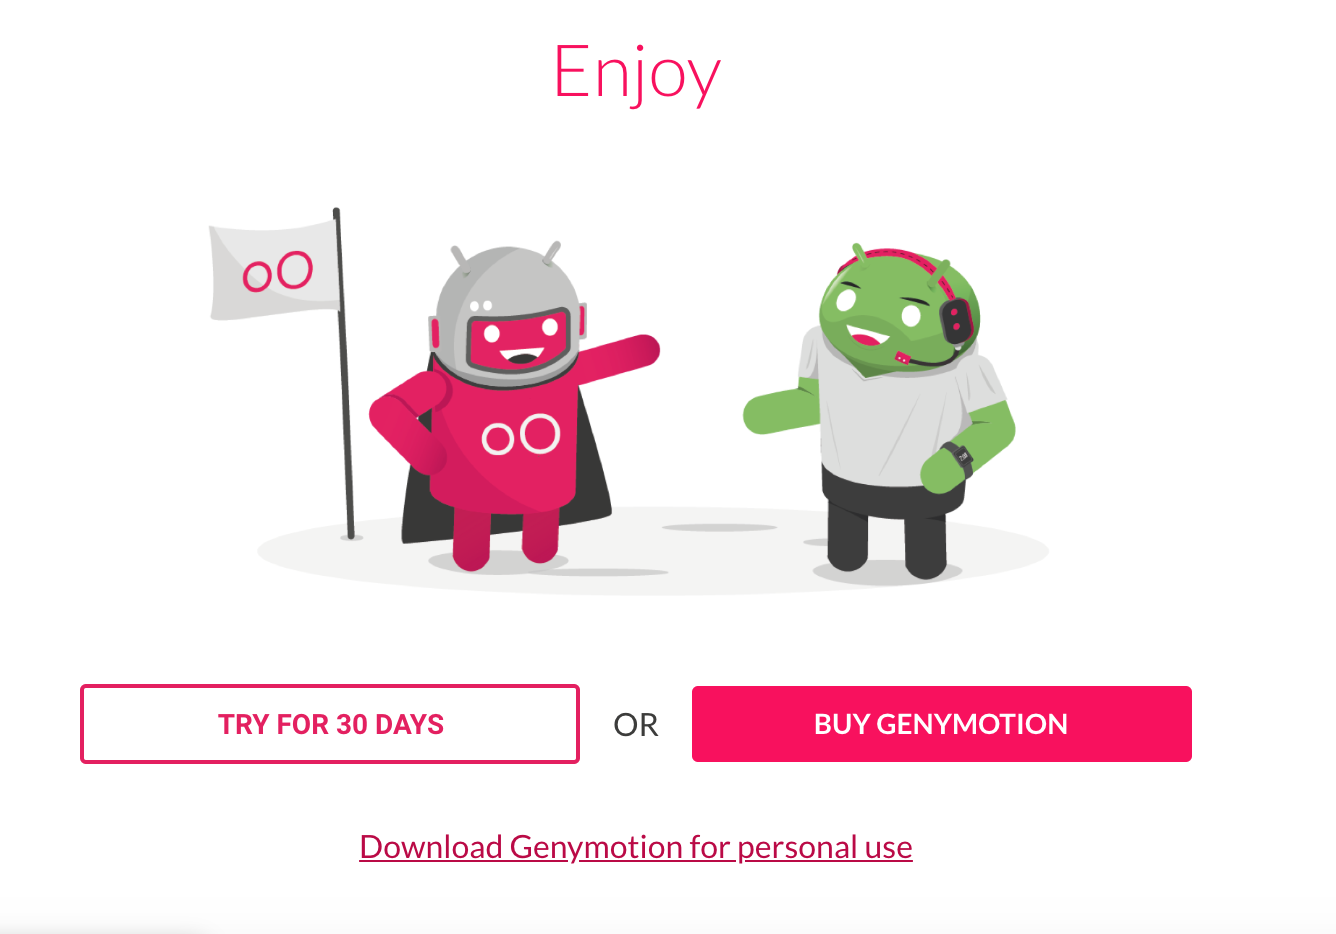 Enjoy
TRY FOR 30 DAYS
OR
BUY GENYMOTION
Download Genymotion for personal use